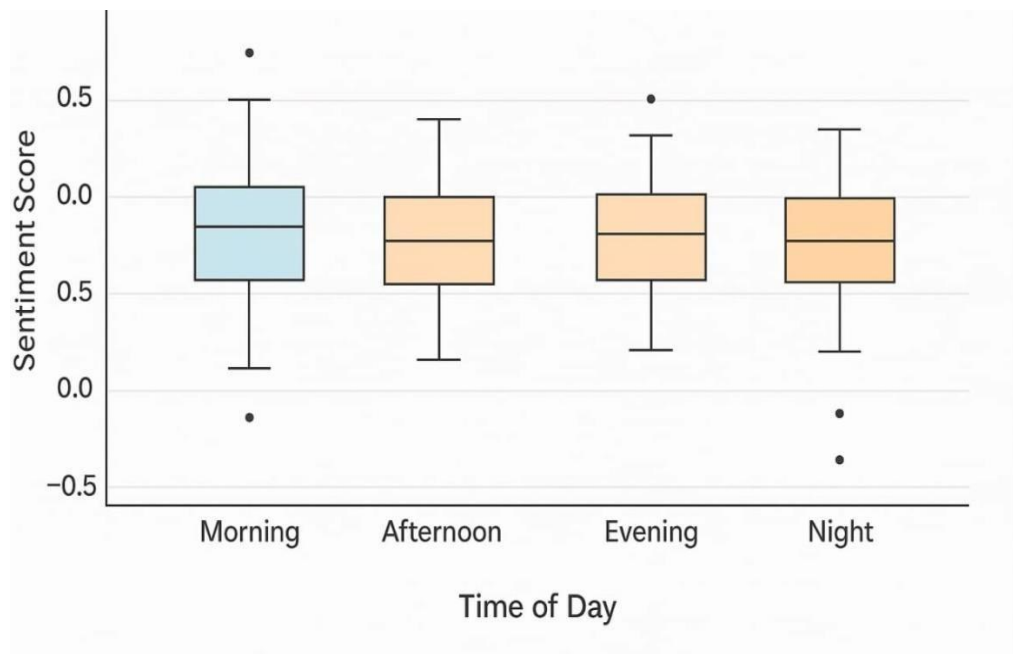 Sentiment Score
0.5
0.0
0.5
0.0
−0.5
Morning
Afternoon
Evening
Night
Time of Day